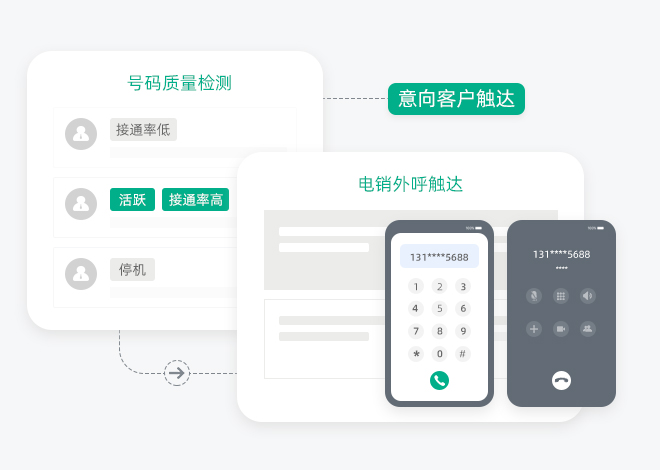 号码质量检测
意向客户触达
接通率低
活跃 接通率高
停机
电销外呼触达
131****5688
1 2 3
4 5 6
7 8 9
* 0 #
131****5688
••••